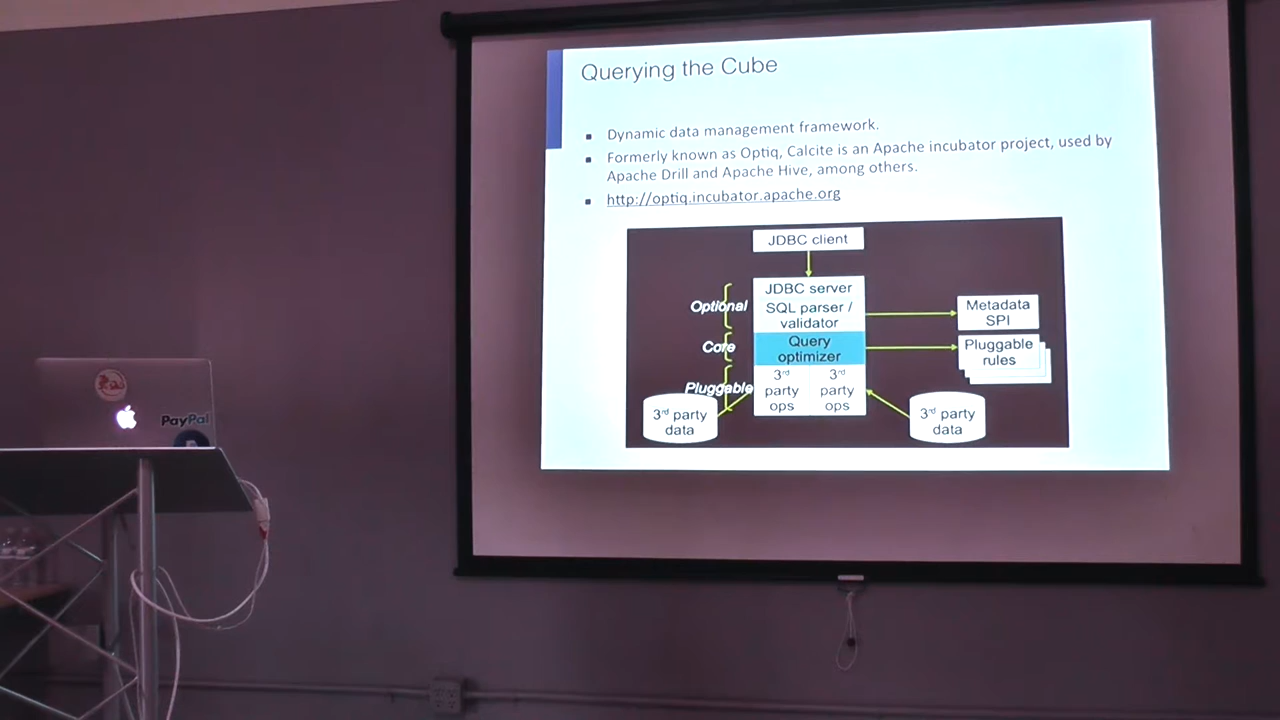 Querying the Cube
Dynamic data management framework.
Formerly known as Optiq, Calcite is an Apache incubator project, used by
Apache Drill and Apache Hive, among others.
http://optiq.incubator.apache.org
JDBC client
JDBC server
SQL parser /
validator
Query
optimizer
3rd
party
ops
3rd
party
ops
Optional
Core
Pluggable
Metadata
SPI
Pluggable
rules
3rd party
data
3rd party
data
PayPal